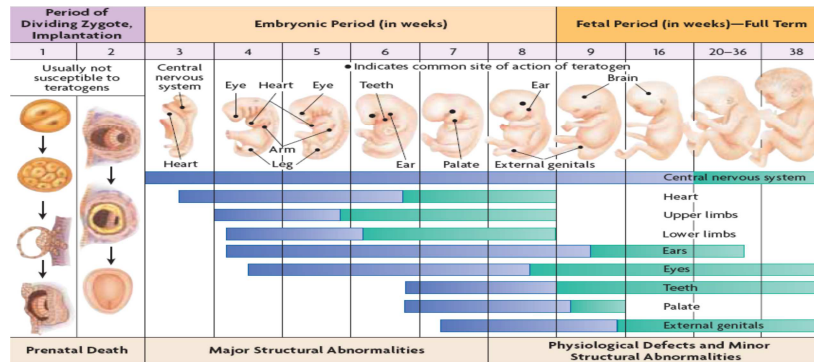 Period of
Dividing Zygote,
Implantation
Embryonic Period (in weeks)
Fetal Period (in weeks)—Full Term
1 2 3 4 5 6 7 8 9 16 20–36 38
Usually not
susceptible to
teratogens
Central
nervous
system
Heart
•Indicates common site of action of teratogen
Eye Heart Eye
Arm
Leg
Teeth
Ear
Palate
Ear
External genitals
Brain
Central nervous system
Heart
Upper limbs
Lower limbs
Ears
Eyes
Teeth
Palate
External genitals
Prenatal Death
Major Structural Abnormalities
Physiological Defects and Minor
Structural Abnormalities